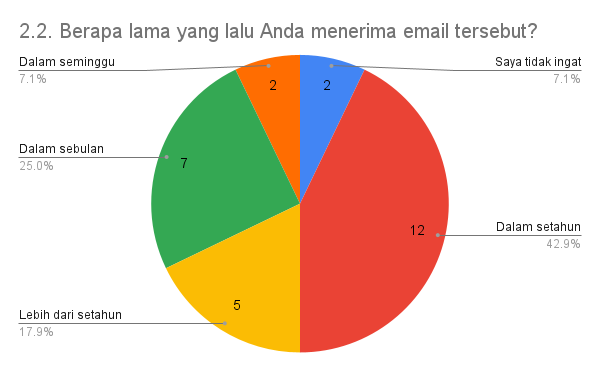 2.2. Berapa lama yang lalu Anda menerima email tersebut?
Dalam seminggu
7.1%
Saya tidak ingat
7.1%
2
2
Dalam sebulan
25.0%
7
12
Dalam setahun
42.9%
5
Lebih dari setahun
17.9%